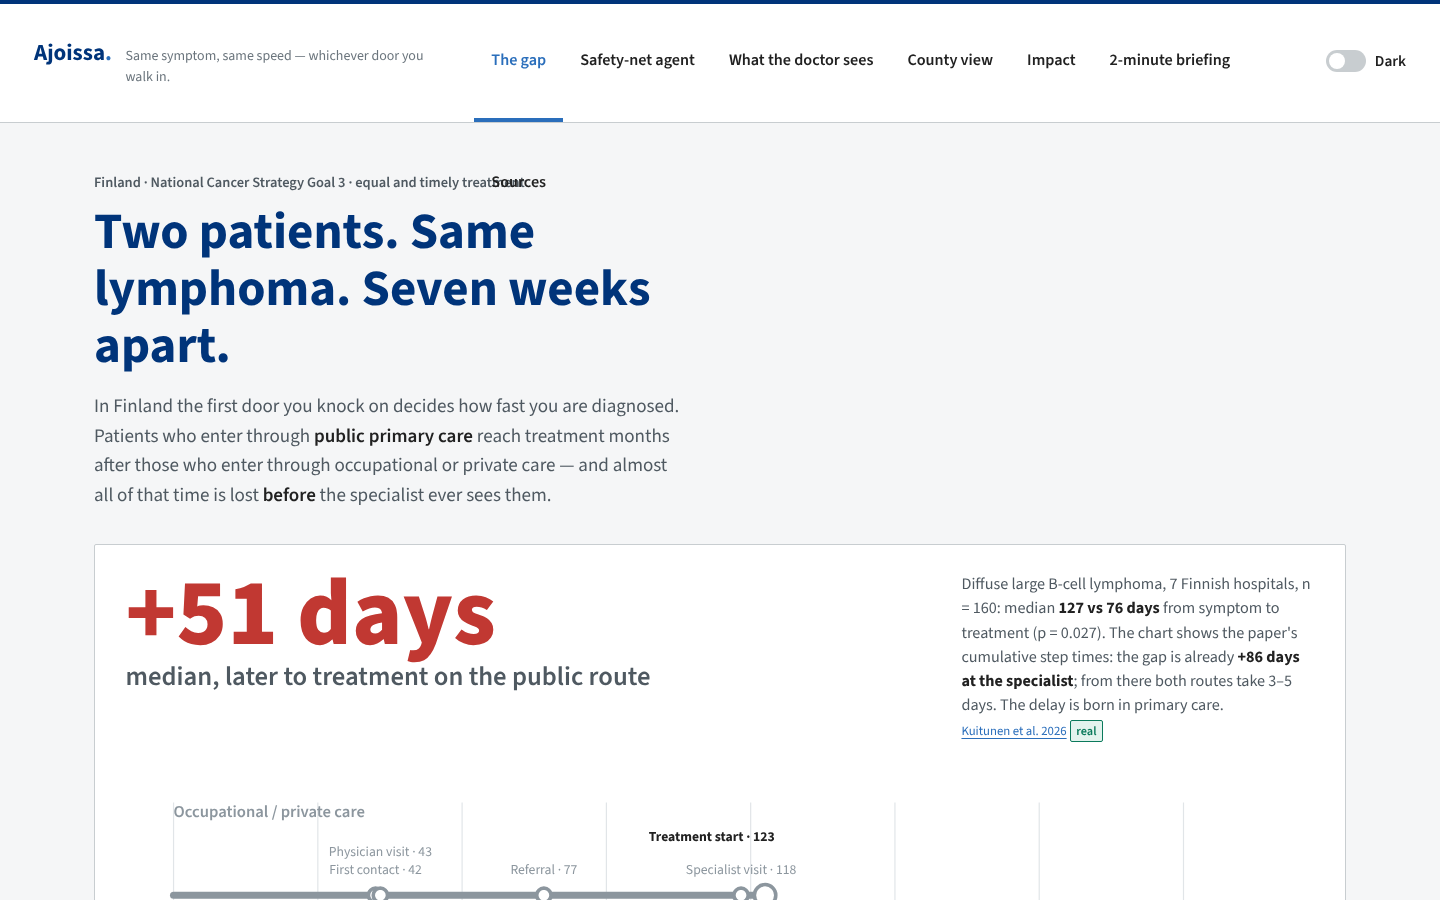 Ajoissa.
Same symptom, same speed — whichever door you
walk in.
The gap
Safety-net agent
What the doctor sees
County view
Impact
2-minute briefing
Dark
Finland · National Cancer Strategy Goal 3 · equal and timely treatment
Sources
Two patients. Same
lymphoma. Seven weeks
apart.
In Finland the first door you knock on decides how fast you are diagnosed.
Patients who enter through public primary care reach treatment months
after those who enter through occupational or private care — and almost
all of that time is lost before the specialist ever sees them.
+51 days
median, later to treatment on the public route
Diffuse large B-cell lymphoma, 7 Finnish hospitals, n
= 160: median 127 vs 76 days from symptom to
treatment (p = 0.027). The chart shows the paper's
cumulative step times: the gap is already +86 days
at the specialist; from there both routes take 3–5
days. The delay is born in primary care.
Kuitunen et al. 2026 real
Occupational / private care
Treatment start · 123
Physician visit · 43
First contact · 42
Referral · 77
Specialist visit · 118